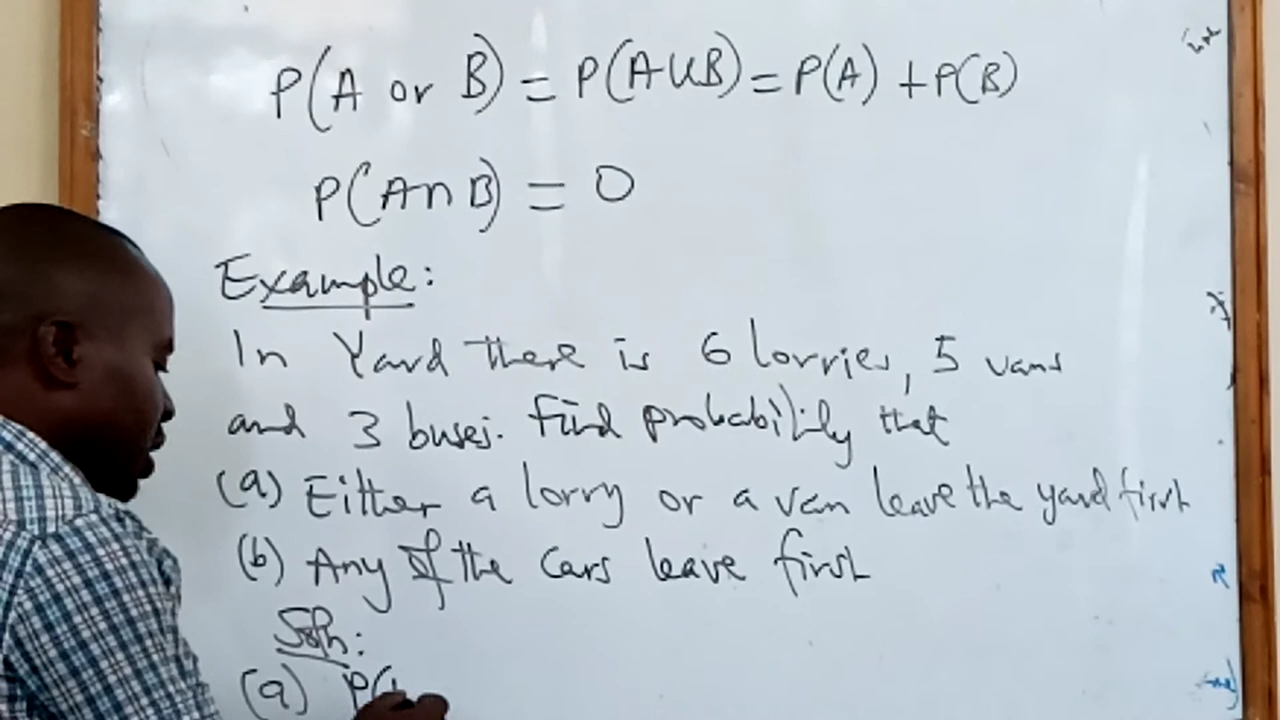 P(A or B) = P(A∪B) = P(A) + P(B)
P(A∩B) = 0
Example:
In Yard there is 6 lorries, 5 vans
and 3 buses. Find probability that
(a) Either a lorry or a van leave the yard first
(b) Any of the cars leave first
Soln:
(a) P(